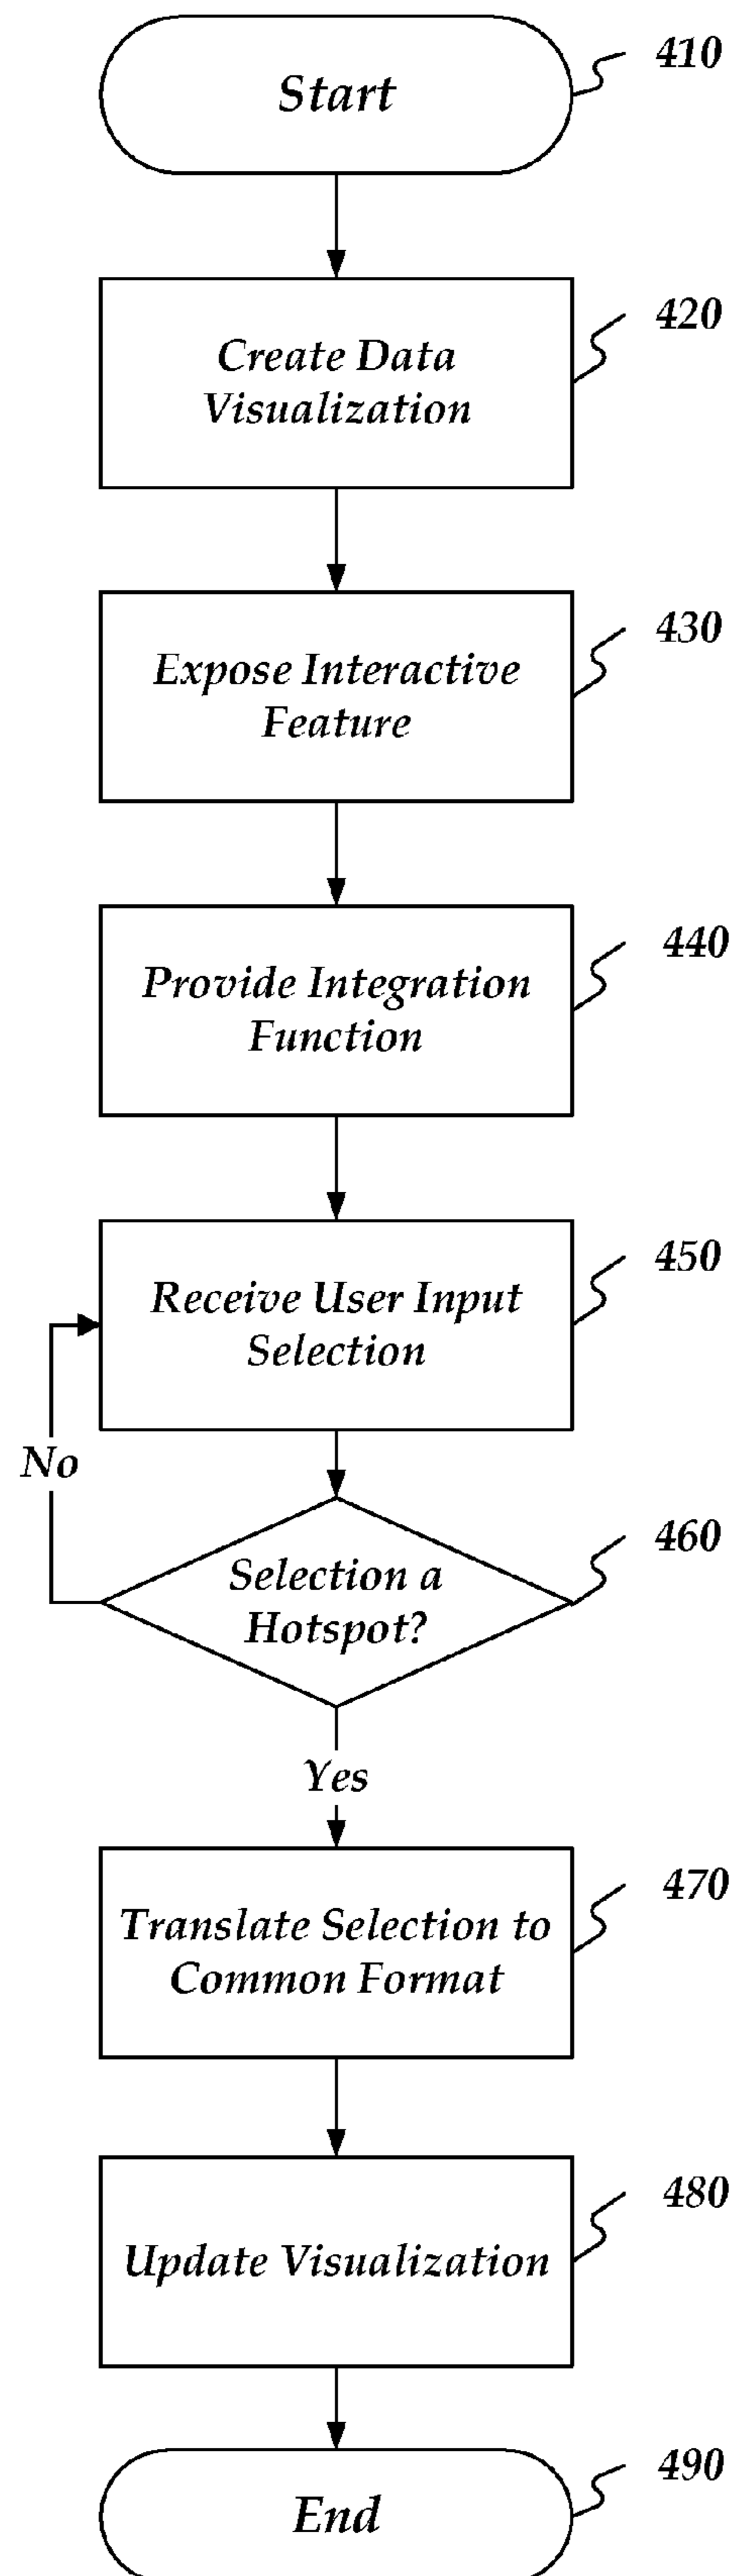 Start
410
Create Data
Visualization
420
Expose Interactive
Feature
430
Provide Integration
Function
440
Receive User Input
Selection
450
No
Selection a
Hotspot?
460
Yes
Translate Selection to
Common Format
470
Update Visualization
480
End
490